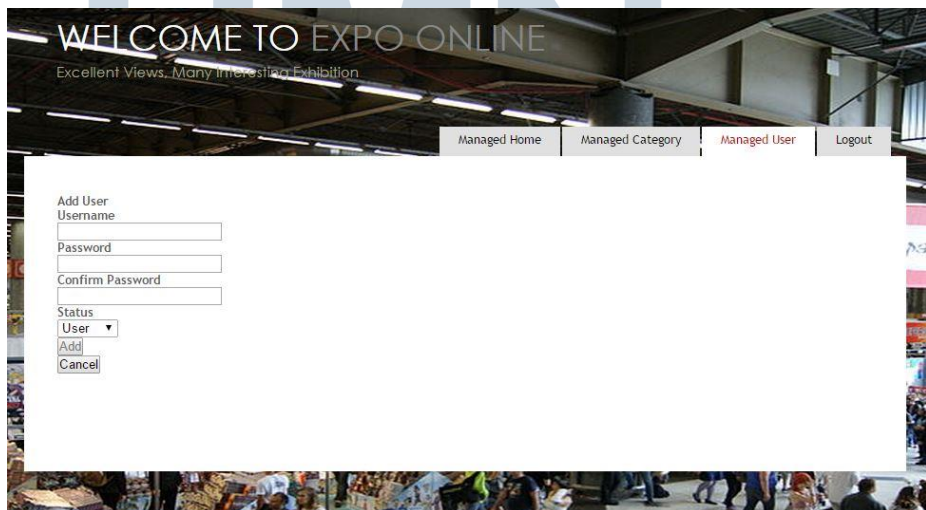 WELCOME TO EXPO ONLINE
Excellent Views, Many Interesting Exhibition
Managed Home
Managed Category
Managed User
Logout
Add User
Username
Password
Confirm Password
Status
User
Add
Cancel